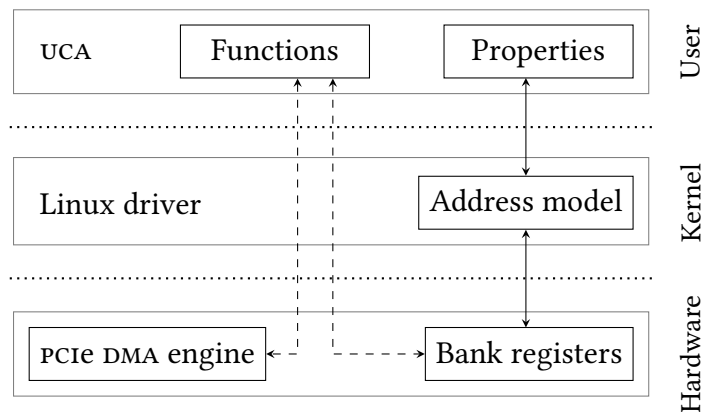 UCA
Functions
Properties
User
Linux driver
Address model
Kernel
PCIe DMA engine
Bank registers
Hardware